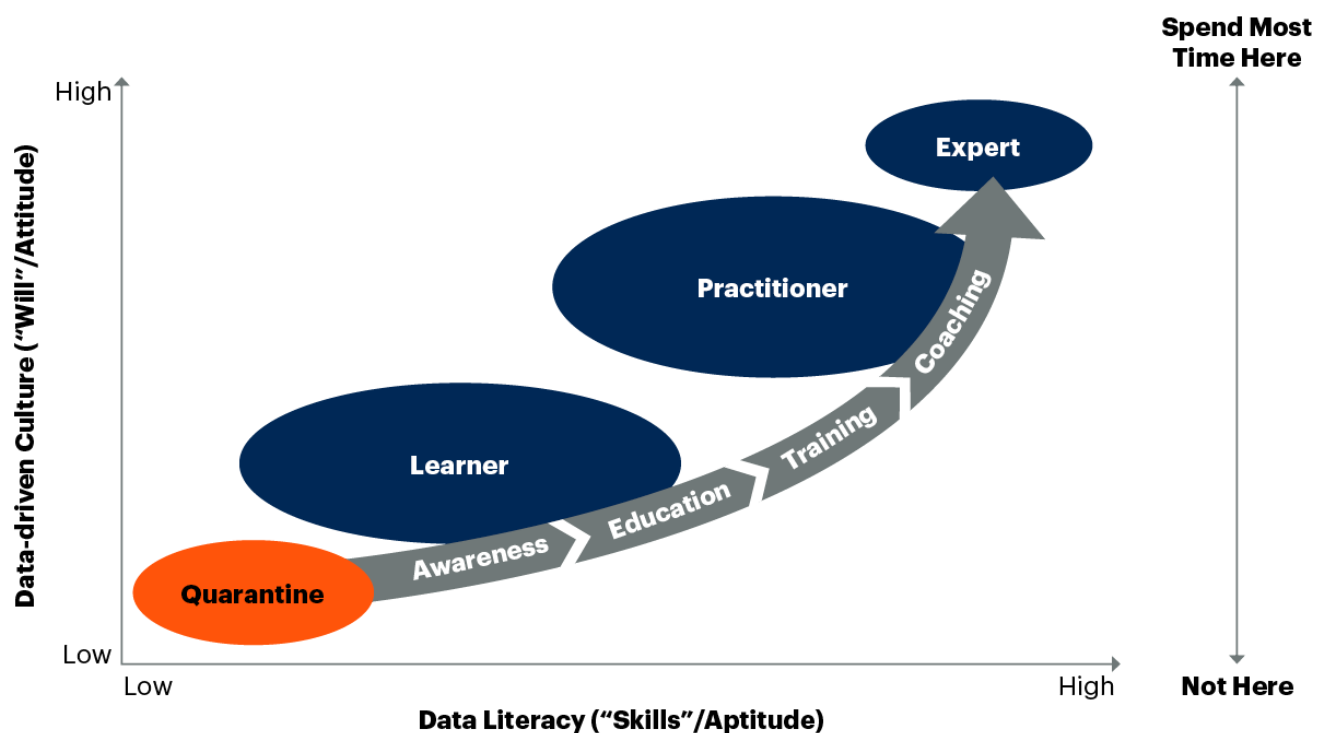 Spend Most
Time Here
High
Expert
Data-driven Culture (“Will”/Attitude)
Practitioner
Coaching
Training
Learner
Education
Awareness
Quarantine
Low
Low
High
Not Here
Data Literacy (“Skills”/Aptitude)